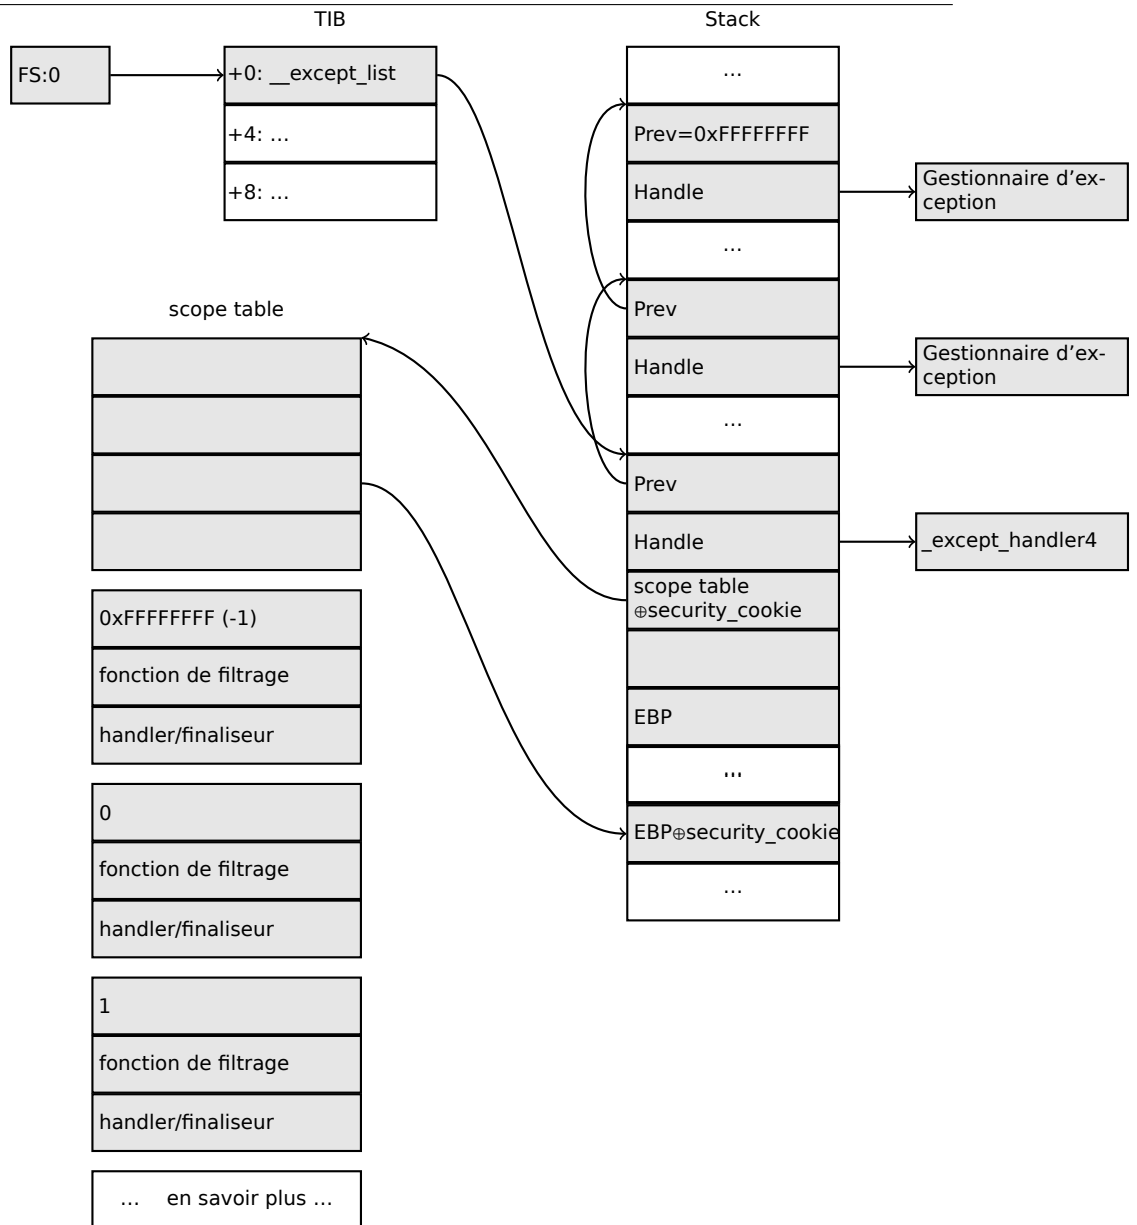 TIB
Stack
FS:0
+0: __except_list
+4: ...
+8: ...
...
Prev=0xFFFFFFFF
Handle
Gestionnaire d'ex-
ception
...
Prev
Handle
Gestionnaire d'ex-
ception
...
Prev
Handle
_except_handler4
scope table
⊕security_cookie
EBP
...
EBP⊕security_cookie
...
scope table
0xFFFFFFFF (-1)
fonction de filtrage
handler/finaliseur
0
fonction de filtrage
handler/finaliseur
1
fonction de filtrage
handler/finaliseur
... en savoir plus ...